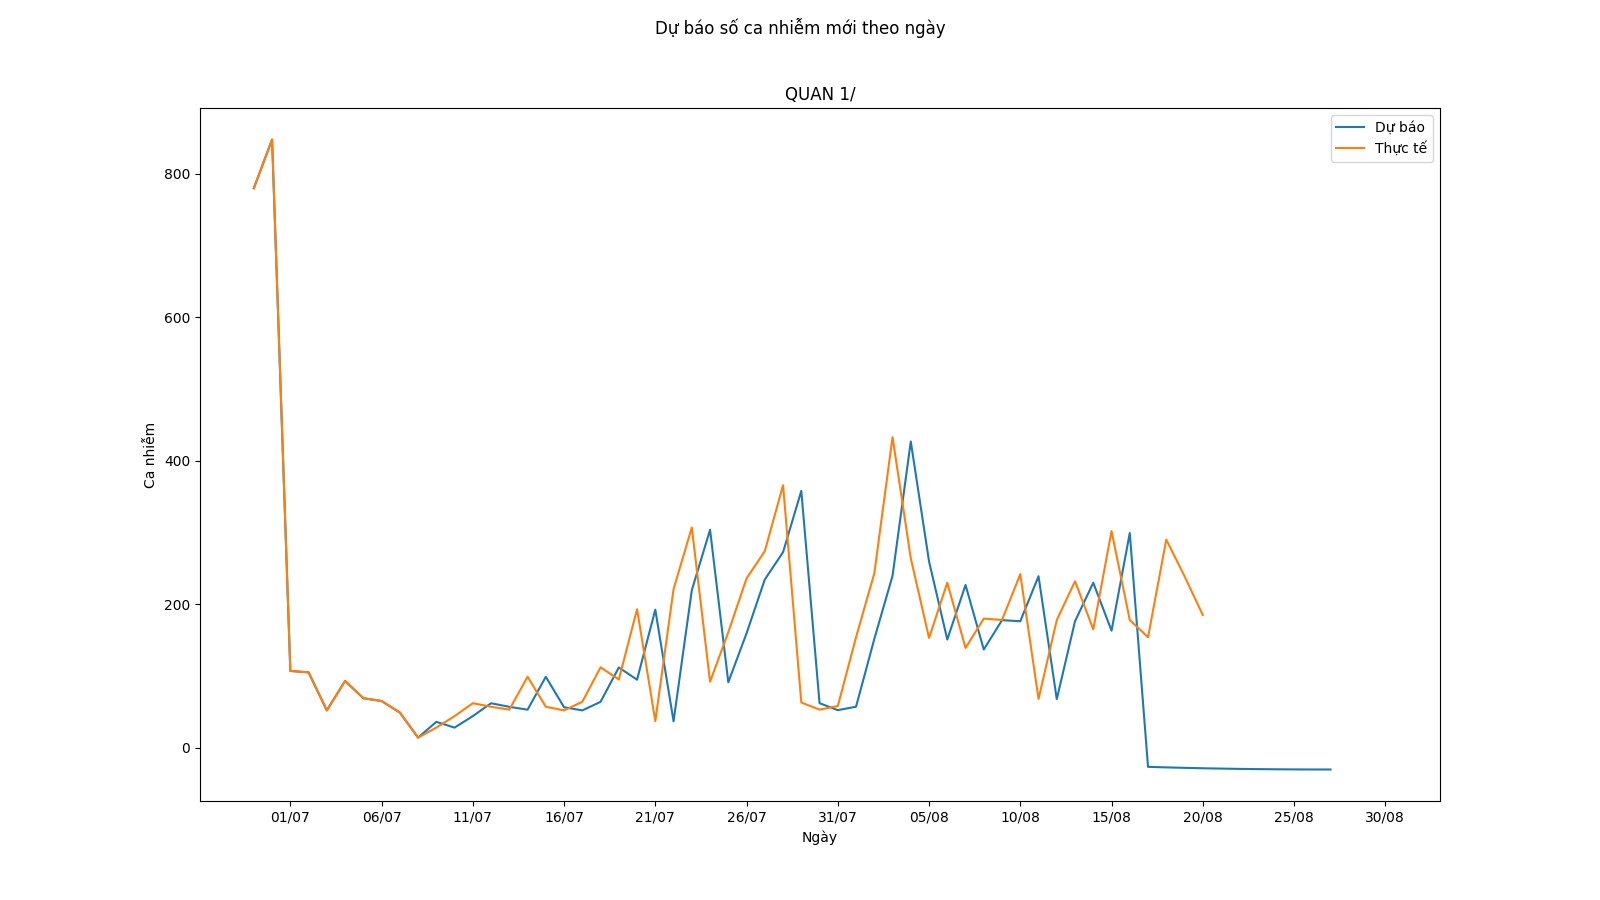 Dự báo số ca nhiễm mới theo ngày
QUAN 1/
Dự báo
Thực tế
800
600
400
200
0
Ca nhiễm
01/07 06/07 11/07 16/07 21/07 26/07 31/07 05/08 10/08 15/08 20/08 25/08 30/08
Ngày